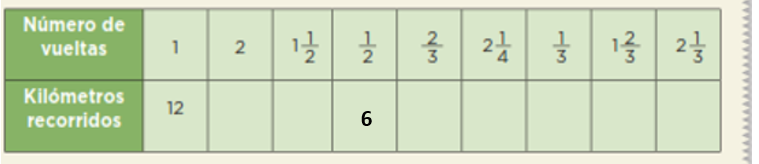 Número de vueltas 1 2 1 1/2 1/2 2/3 2 1/4 1/3 1 2/3 2 1/3
Kilómetros recorridos 12 6